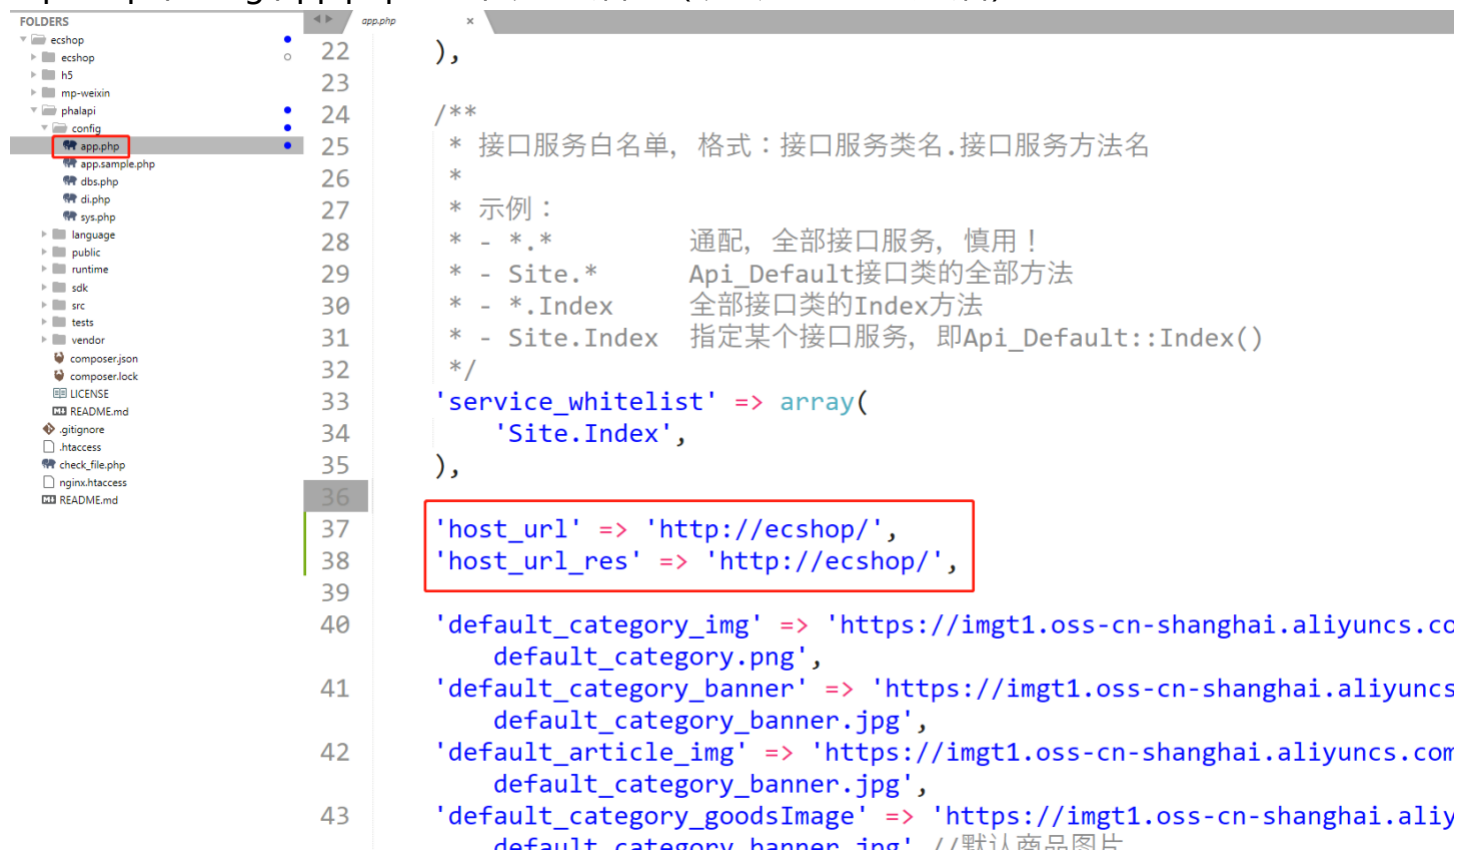 FOLDERS
ecshop
ecshop
h5
mp-weixin
phalapi
config
app.php
app.sample.php
dbs.php
di.php
sys.php
language
public
runtime
sdk
src
tests
vendor
composer.json
composer.lock
LICENSE
README.md
.gitignore
.htaccess
check_file.php
nginx.htaccess
README.md
app.php ×
22 ),
23
24 /**
25 * 接口服务白名单，格式：接口服务类名.接口服务方法名
26 *
27 * 示例：
28 * - *.* 通配，全部接口服务，慎用！
29 * - Site.* Api_Default接口类的全部方法
30 * - *.Index 全部接口类的Index方法
31 * - Site.Index 指定某个接口服务，即Api_Default::Index()
32 */
33 'service_whitelist' => array(
34 'Site.Index',
35 ),
36
37 'host_url' => 'http://ecshop/',
38 'host_url_res' => 'http://ecshop/',
39
40 'default_category_img' => 'https://imgt1.oss-cn-shanghai.aliyuncs.co
default_category.png',
41 'default_category_banner' => 'https://imgt1.oss-cn-shanghai.aliyuncs
default_category_banner.jpg',
42 'default_article_img' => 'https://imgt1.oss-cn-shanghai.aliyuncs.com
default_category_banner.jpg',
43 'default_category_goodsImage' => 'https://imgt1.oss-cn-shanghai.aliy
default_category_banner.jpg' //默认商品图片